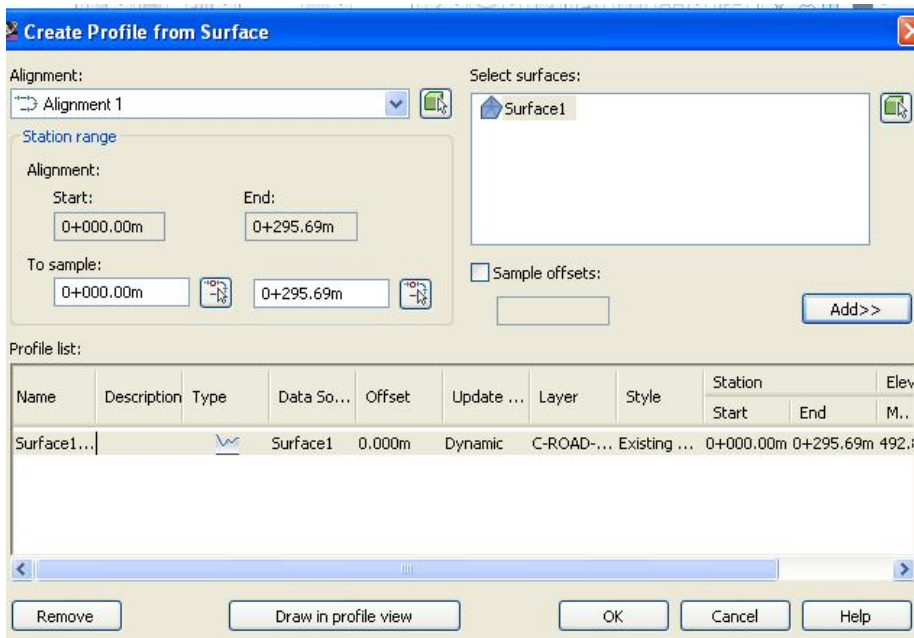 Create Profile from Surface
Alignment:
Alignment 1
Select surfaces:
Surface1
Station range
Alignment:
Start:
End:
0+000.00m
0+295.69m
To sample:
0+000.00m
0+295.69m
Sample offsets:
Add>>
Profile list:
Name Description Type Data So... Offset Update ... Layer Style Station Elev
Start End M..
Surface1... Surface1 0.000m Dynamic C-ROAD-... Existing ... 0+000.00m 0+295.69m 492.8
Remove Draw in profile view OK Cancel Help